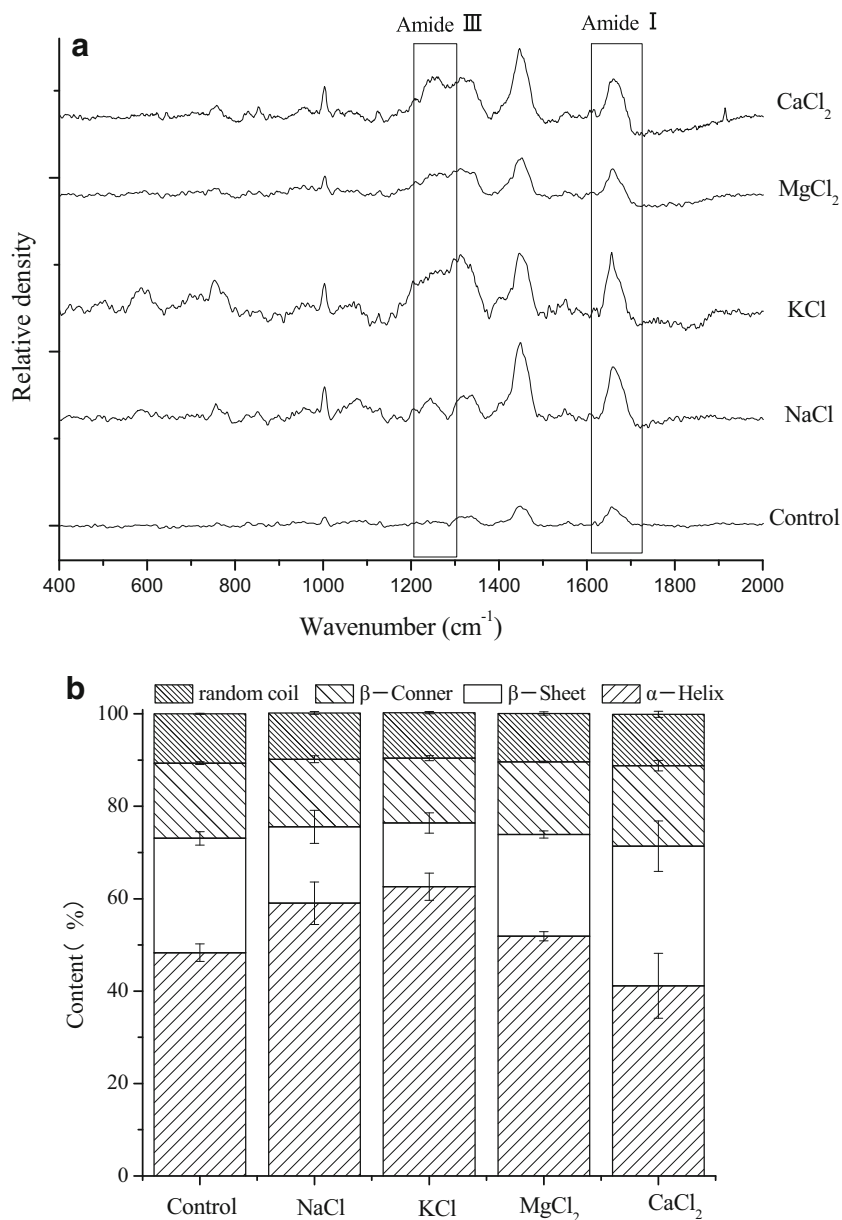 a
Amide Ⅲ
Amide Ⅰ
CaCl₂
MgCl₂
KCl
NaCl
Control
Relative density
400 600 800 1000 1200 1400 1600 1800 2000
Wavenumber (cm⁻¹)
b
random coil β－Conner β－Sheet α－Helix
100
80
60
40
20
0
Content( %)
Control NaCl KCl MgCl₂ CaCl₂